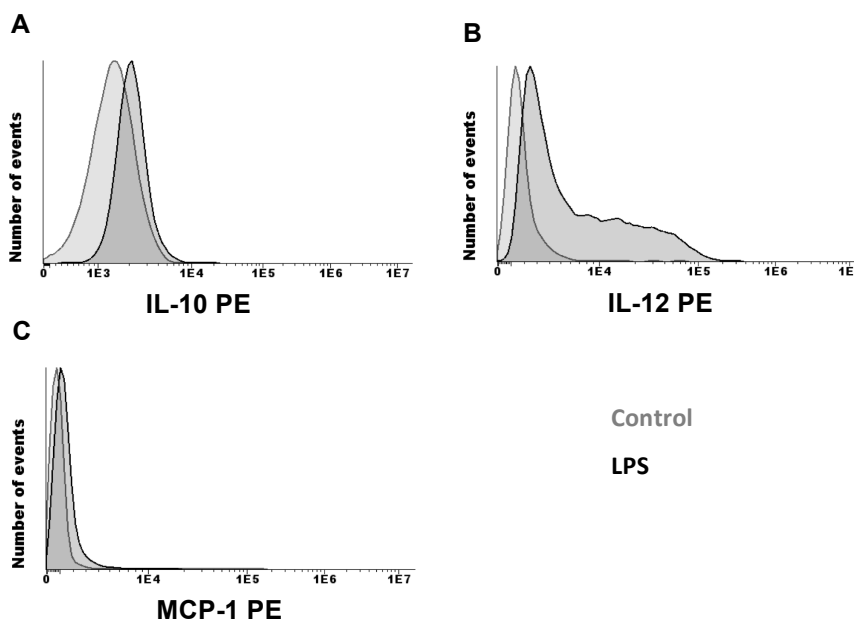 A
Number of events
0 1E3 1E4 1E5 1E6 1E7
IL-10 PE
B
Number of events
0 1E4 1E5 1E6 1E
IL-12 PE
C
Number of events
0 1E4 1E5 1E6 1E7
MCP-1 PE
Control
LPS